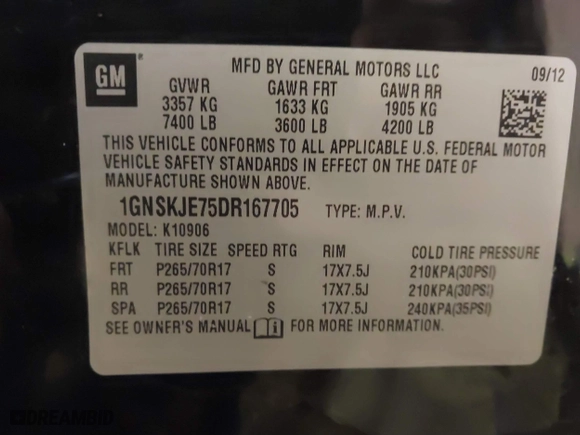 GM
MFD BY GENERAL MOTORS LLC 09/12
GVWR GAWR FRT GAWR RR
3357 KG 1633 KG 1905 KG
7400 LB 3600 LB 4200 LB
THIS VEHICLE CONFORMS TO ALL APPLICABLE U.S. FEDERAL MOTOR
VEHICLE SAFETY STANDARDS IN EFFECT ON THE DATE OF
MANUFACTURE SHOWN ABOVE.
1GNSKJE75DR167705 TYPE: M.P.V.
MODEL: K10906
KFLK TIRE SIZE SPEED RTG RIM COLD TIRE PRESSURE
FRT P265/70R17 S 17X7.5J 210KPA(30PSI)
RR P265/70R17 S 17X7.5J 210KPA(30PSI)
SPA P265/70R17 S 17X7.5J 240KPA(35PSI)
SEE OWNER'S MANUAL i FOR MORE INFORMATION.
DREAMBID